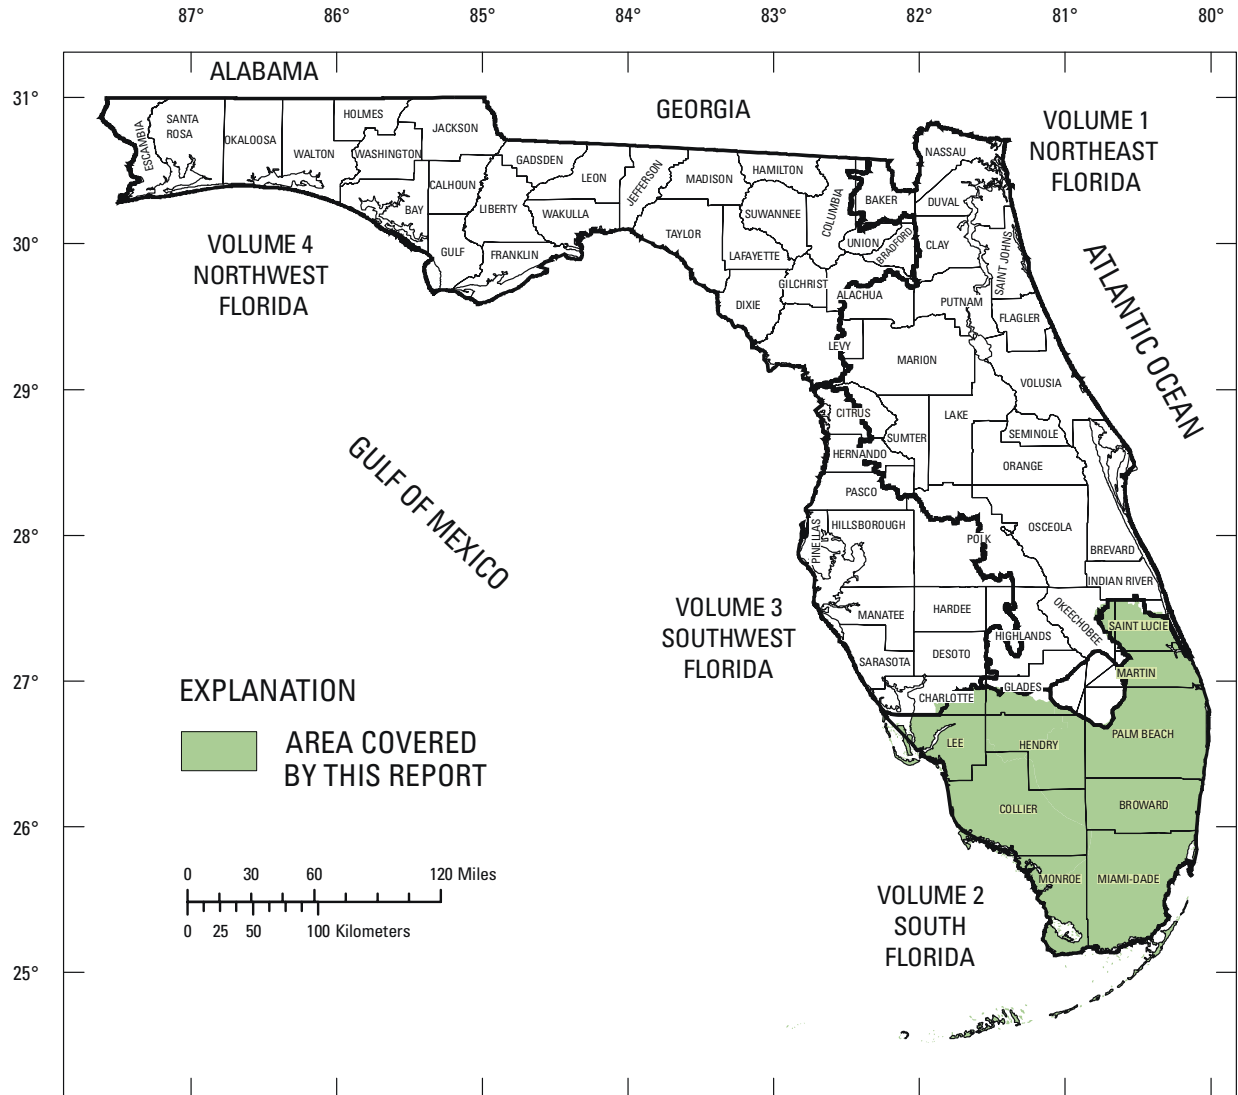 87° 86° 85° 84° 83° 82° 81° 80°
ALABAMA
31°
GEORGIA
VOLUME 1
NORTHEAST
FLORIDA
ESCAMBIA
SANTA
ROSA
OKALOOSA
WALTON
HOLMES
WASHINGTON
JACKSON
BAY
CALHOUN
GULF
GADSDEN
LIBERTY
FRANKLIN
LEON
WAKULLA
JEFFERSON
MADISON
TAYLOR
HAMILTON
SUWANNEE
LAFAYETTE
DIXIE
COLUMBIA
GILCHRIST
BAKER
UNION
BRADFORD
NASSAU
DUVAL
CLAY
SAINT JOHNS
ALACHUA
PUTNAM
FLAGLER
30°
VOLUME 4
NORTHWEST
FLORIDA
ATLANTIC OCEAN
LEVY
MARION
VOLUSIA
29°
CITRUS
SUMTER
LAKE
SEMINOLE
HERNANDO
ORANGE
PASCO
GULF OF MEXICO
HILLSBOROUGH
PINELLAS
POLK
OSCEOLA
BREVARD
28°
INDIAN RIVER
VOLUME 3
SOUTHWEST
FLORIDA
MANATEE
HARDEE
HIGHLANDS
OKEECHOBEE
SAINT LUCIE
SARASOTA
DESOTO
MARTIN
27°
CHARLOTTE
GLADES
EXPLANATION
AREA COVERED
BY THIS REPORT
LEE
HENDRY
PALM BEACH
COLLIER
BROWARD
26°
0 30 60 120 Miles
0 25 50 100 Kilometers
MONROE
MIAMI-DADE
VOLUME 2
SOUTH
FLORIDA
25°